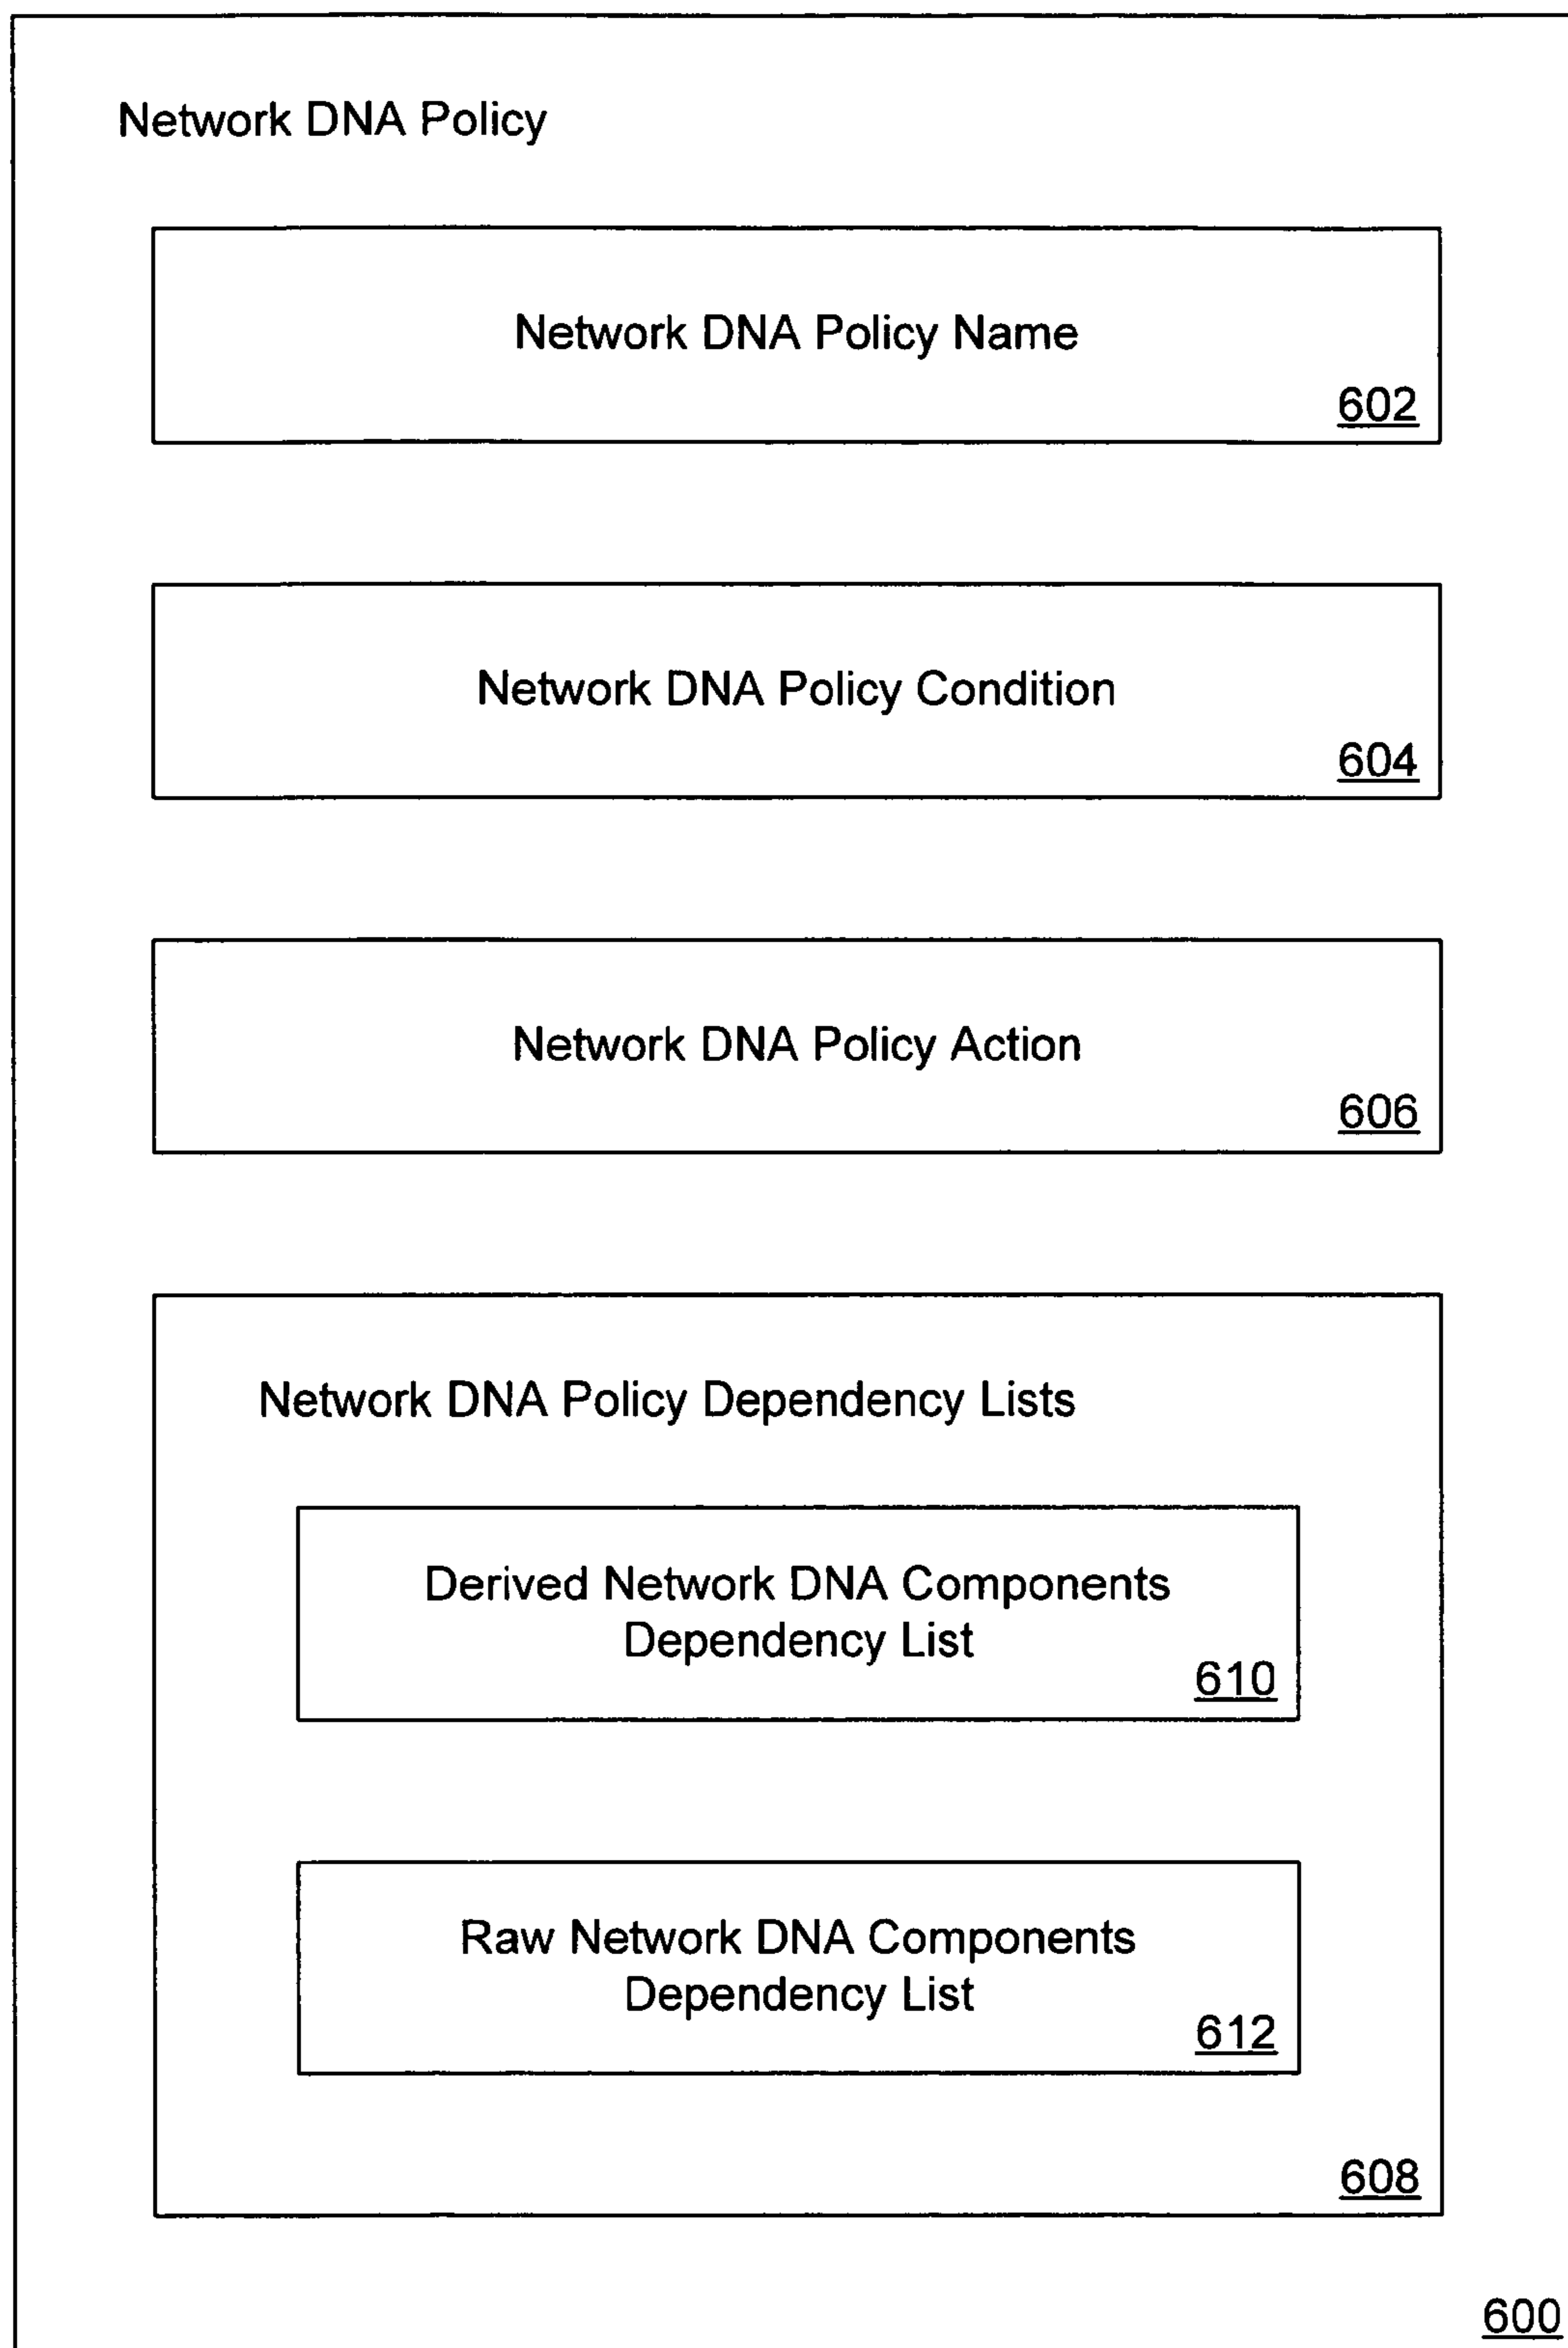 Network DNA Policy
Network DNA Policy Name
602
Network DNA Policy Condition
604
Network DNA Policy Action
606
Network DNA Policy Dependency Lists
Derived Network DNA Components
Dependency List
610
Raw Network DNA Components
Dependency List
612
608
600